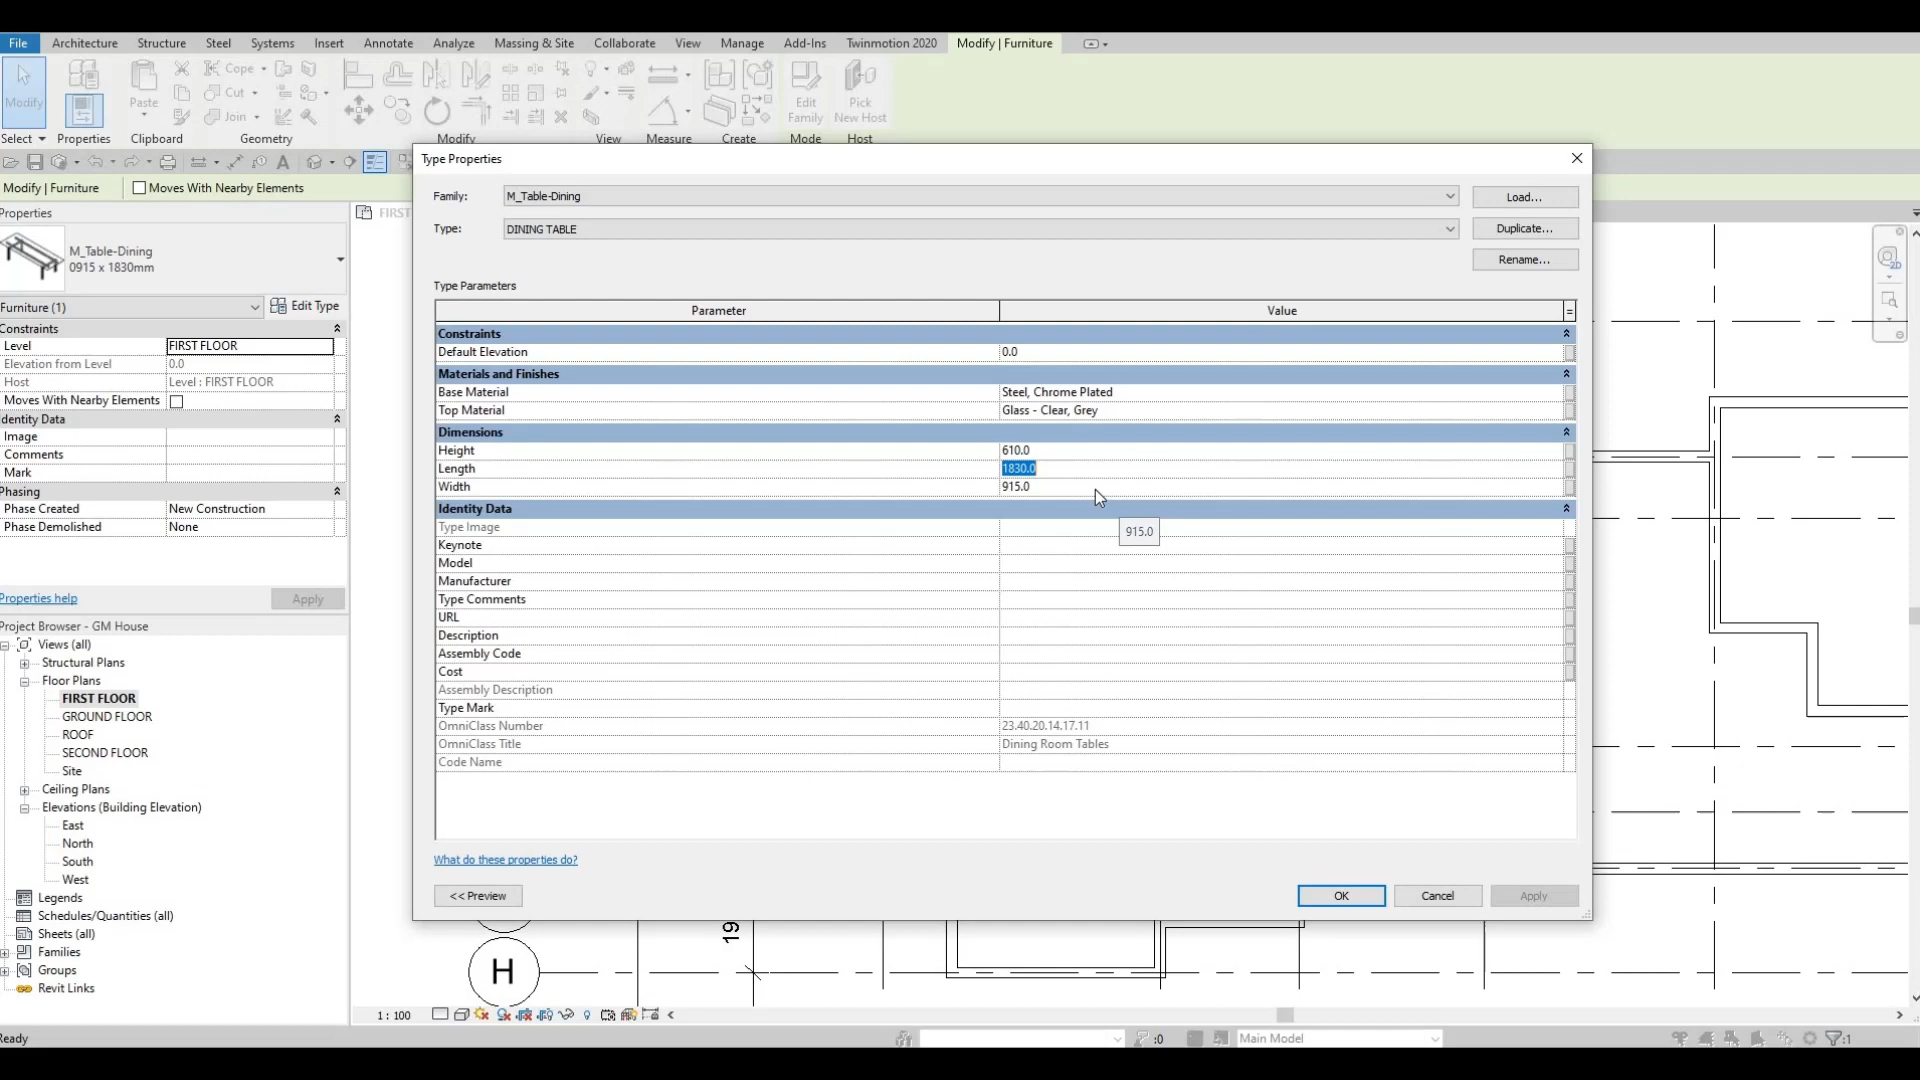 File Architecture Structure Steel Systems Insert Annotate Analyze Massing & Site Collaborate View Manage Add-Ins Twinmotion 2020 Modify | Furniture
Modify Paste Cope Cut Join Edit Family Pick New Host
Select Properties Clipboard Geometry Modify View Measure Create Mode Host
Modify | Furniture Moves With Nearby Elements
Properties
FIRST
M_Table-Dining
0915 x 1830mm
Furniture (1) Edit Type
Constraints
Level FIRST FLOOR
Elevation from Level 0.0
Host Level : FIRST FLOOR
Moves With Nearby Elements
dentity Data
Image
Comments
Mark
Phasing
Phase Created New Construction
Phase Demolished None
Properties help Apply
Project Browser - GM House
Views (all)
Structural Plans
Floor Plans
FIRST FLOOR
GROUND FLOOR
ROOF
SECOND FLOOR
Site
Ceiling Plans
Elevations (Building Elevation)
East
North
South
West
Legends
Schedules/Quantities (all)
Sheets (all)
Families
Groups
Revit Links
Type Properties
Family: M_Table-Dining Load...
Type: DINING TABLE Duplicate...
Rename...
Type Parameters
Parameter Value =
Constraints
Default Elevation 0.0
Materials and Finishes
Base Material Steel, Chrome Plated
Top Material Glass - Clear, Grey
Dimensions
Height 610.0
Length 1830.0
Width 915.0
Identity Data
Type Image 915.0
Keynote
Model
Manufacturer
Type Comments
URL
Description
Assembly Code
Cost
Assembly Description
Type Mark
OmniClass Number 23.40.20.14.17.11
OmniClass Title Dining Room Tables
Code Name
What do these properties do?
<< Preview OK Cancel Apply
2D
19
H
1 : 100
eady :0 Main Model :1